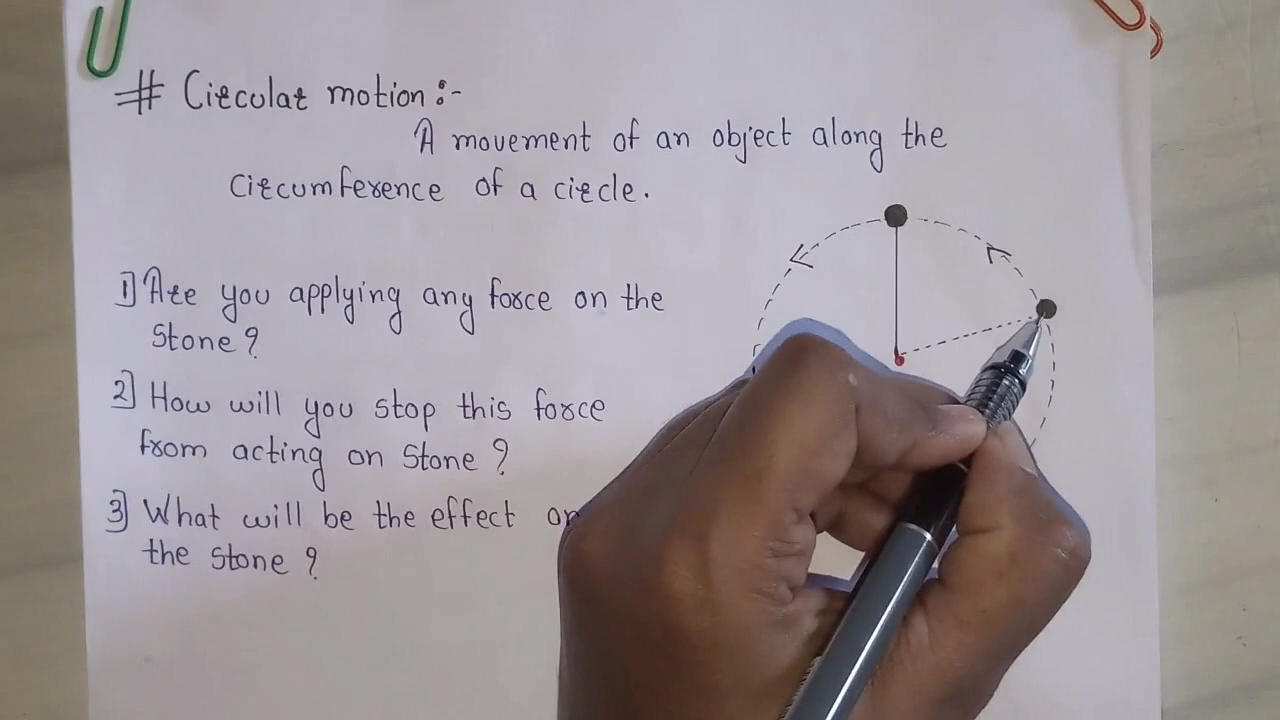 # Circular motion :-
A movement of an object along the
circumference of a circle.
1] Are you applying any force on the
Stone ?
2] How will you stop this force
from acting on Stone ?
3] What will be the effect on
the stone ?